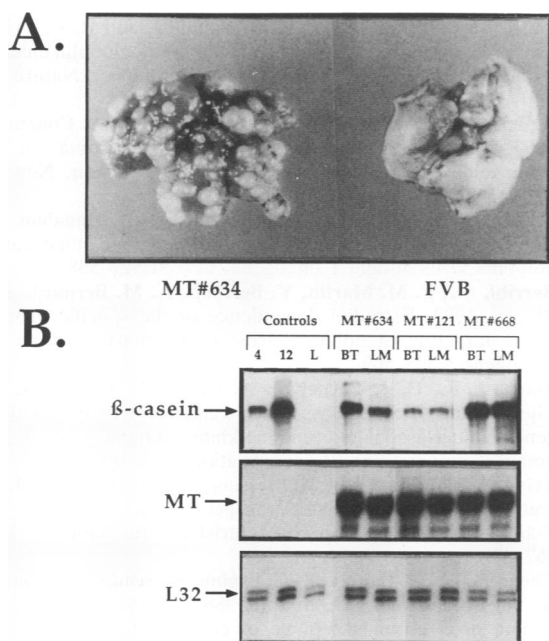 A.
MT#634 FVB
B.
Controls MT#634 MT#121 MT#668
4 12 L BT LM BT LM BT LM
ß-casein
MT
L32